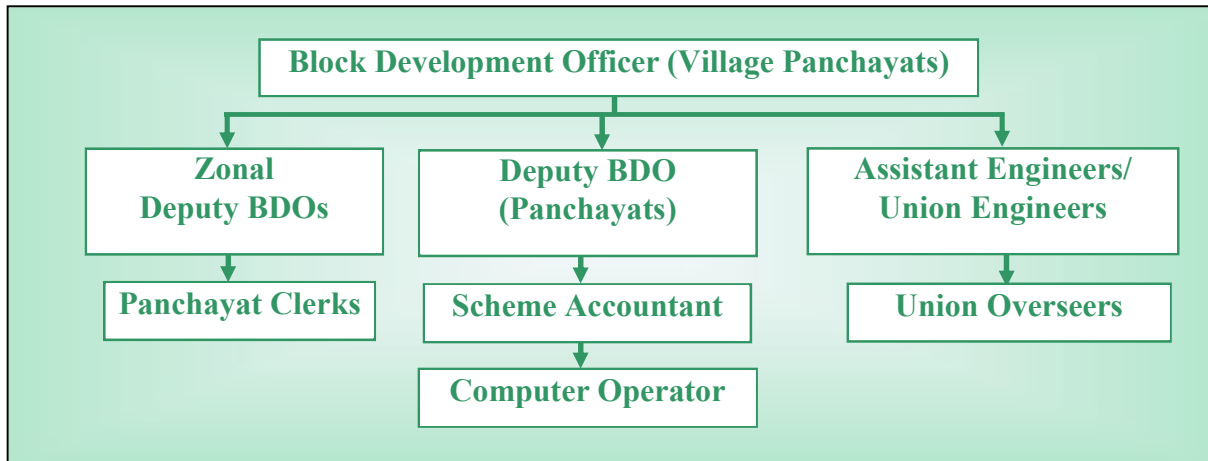 Block Development Officer (Village Panchayats)
Zonal
Deputy BDOs
Deputy BDO
(Panchayats)
Assistant Engineers/
Union Engineers
Panchayat Clerks
Scheme Accountant
Union Overseers
Computer Operator